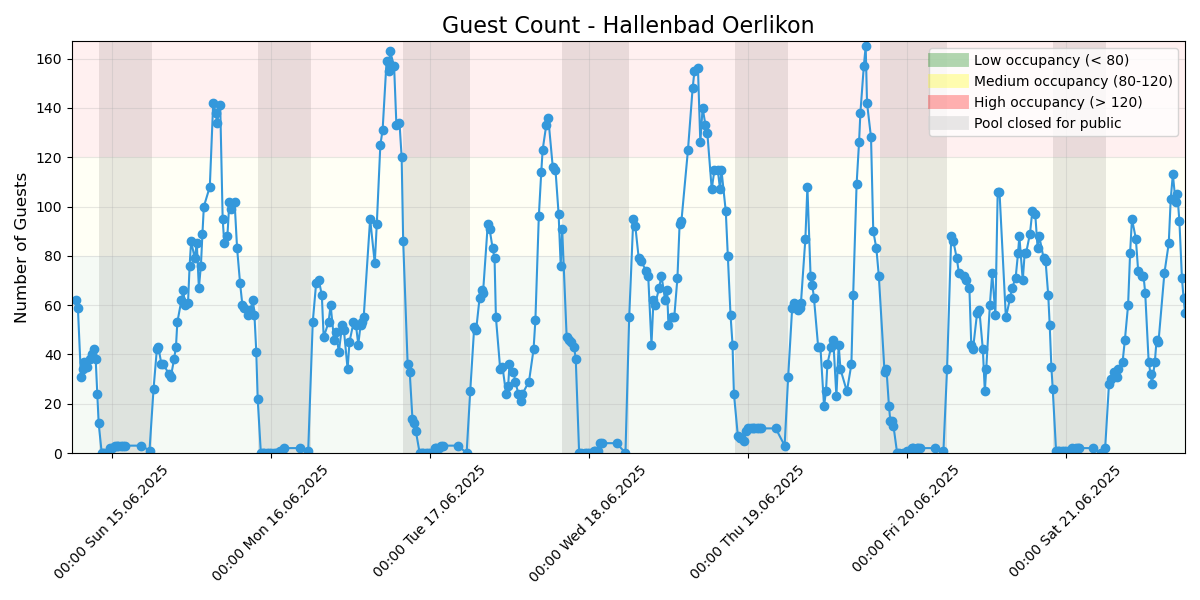 Guest Count - Hallenbad Oerlikon
Number of Guests
160
140
120
100
80
60
40
20
0
Low occupancy (< 80)
Medium occupancy (80-120)
High occupancy (> 120)
Pool closed for public
00:00 Sun 15.06.2025
00:00 Mon 16.06.2025
00:00 Tue 17.06.2025
00:00 Wed 18.06.2025
00:00 Thu 19.06.2025
00:00 Fri 20.06.2025
00:00 Sat 21.06.2025